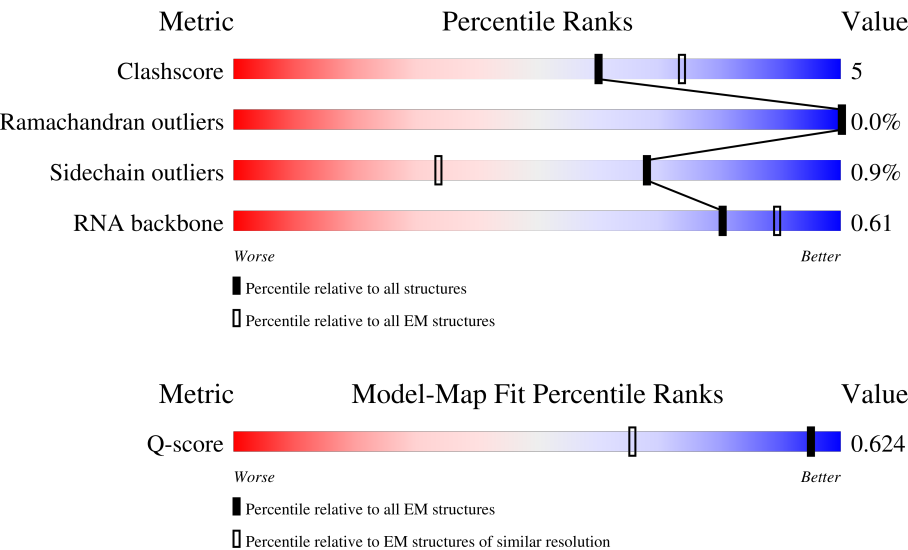 Metric Percentile Ranks Value
Clashscore 5
Ramachandran outliers 0.0%
Sidechain outliers 0.9%
RNA backbone 0.61
Worse Better
Percentile relative to all structures
Percentile relative to all EM structures
Metric Model-Map Fit Percentile Ranks Value
Q-score 0.624
Worse Better
Percentile relative to all EM structures
Percentile relative to EM structures of similar resolution